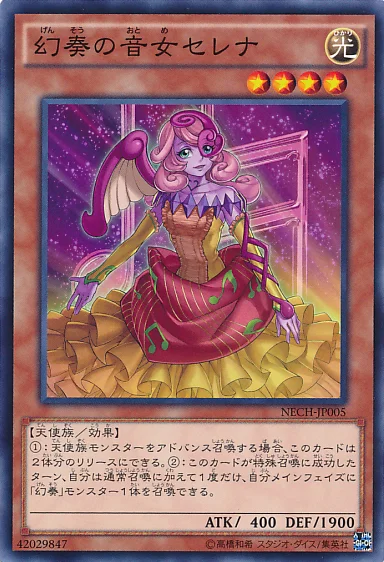 幻奏の音女セレナ
光
NECH-JP005
【天使族／効果】
①：天使族モンスターをアドバンス召喚する場合、このカードは
２体分のリリースにできる。②：このカードが特殊召喚に成功した
ターン、自分は通常召喚に加えて１度だけ、自分メインフェイズに
「幻奏」モンスター１体を召喚できる。
ATK/ 400 DEF/1900
42029847
©高橋和希 スタジオ・ダイス/集英社